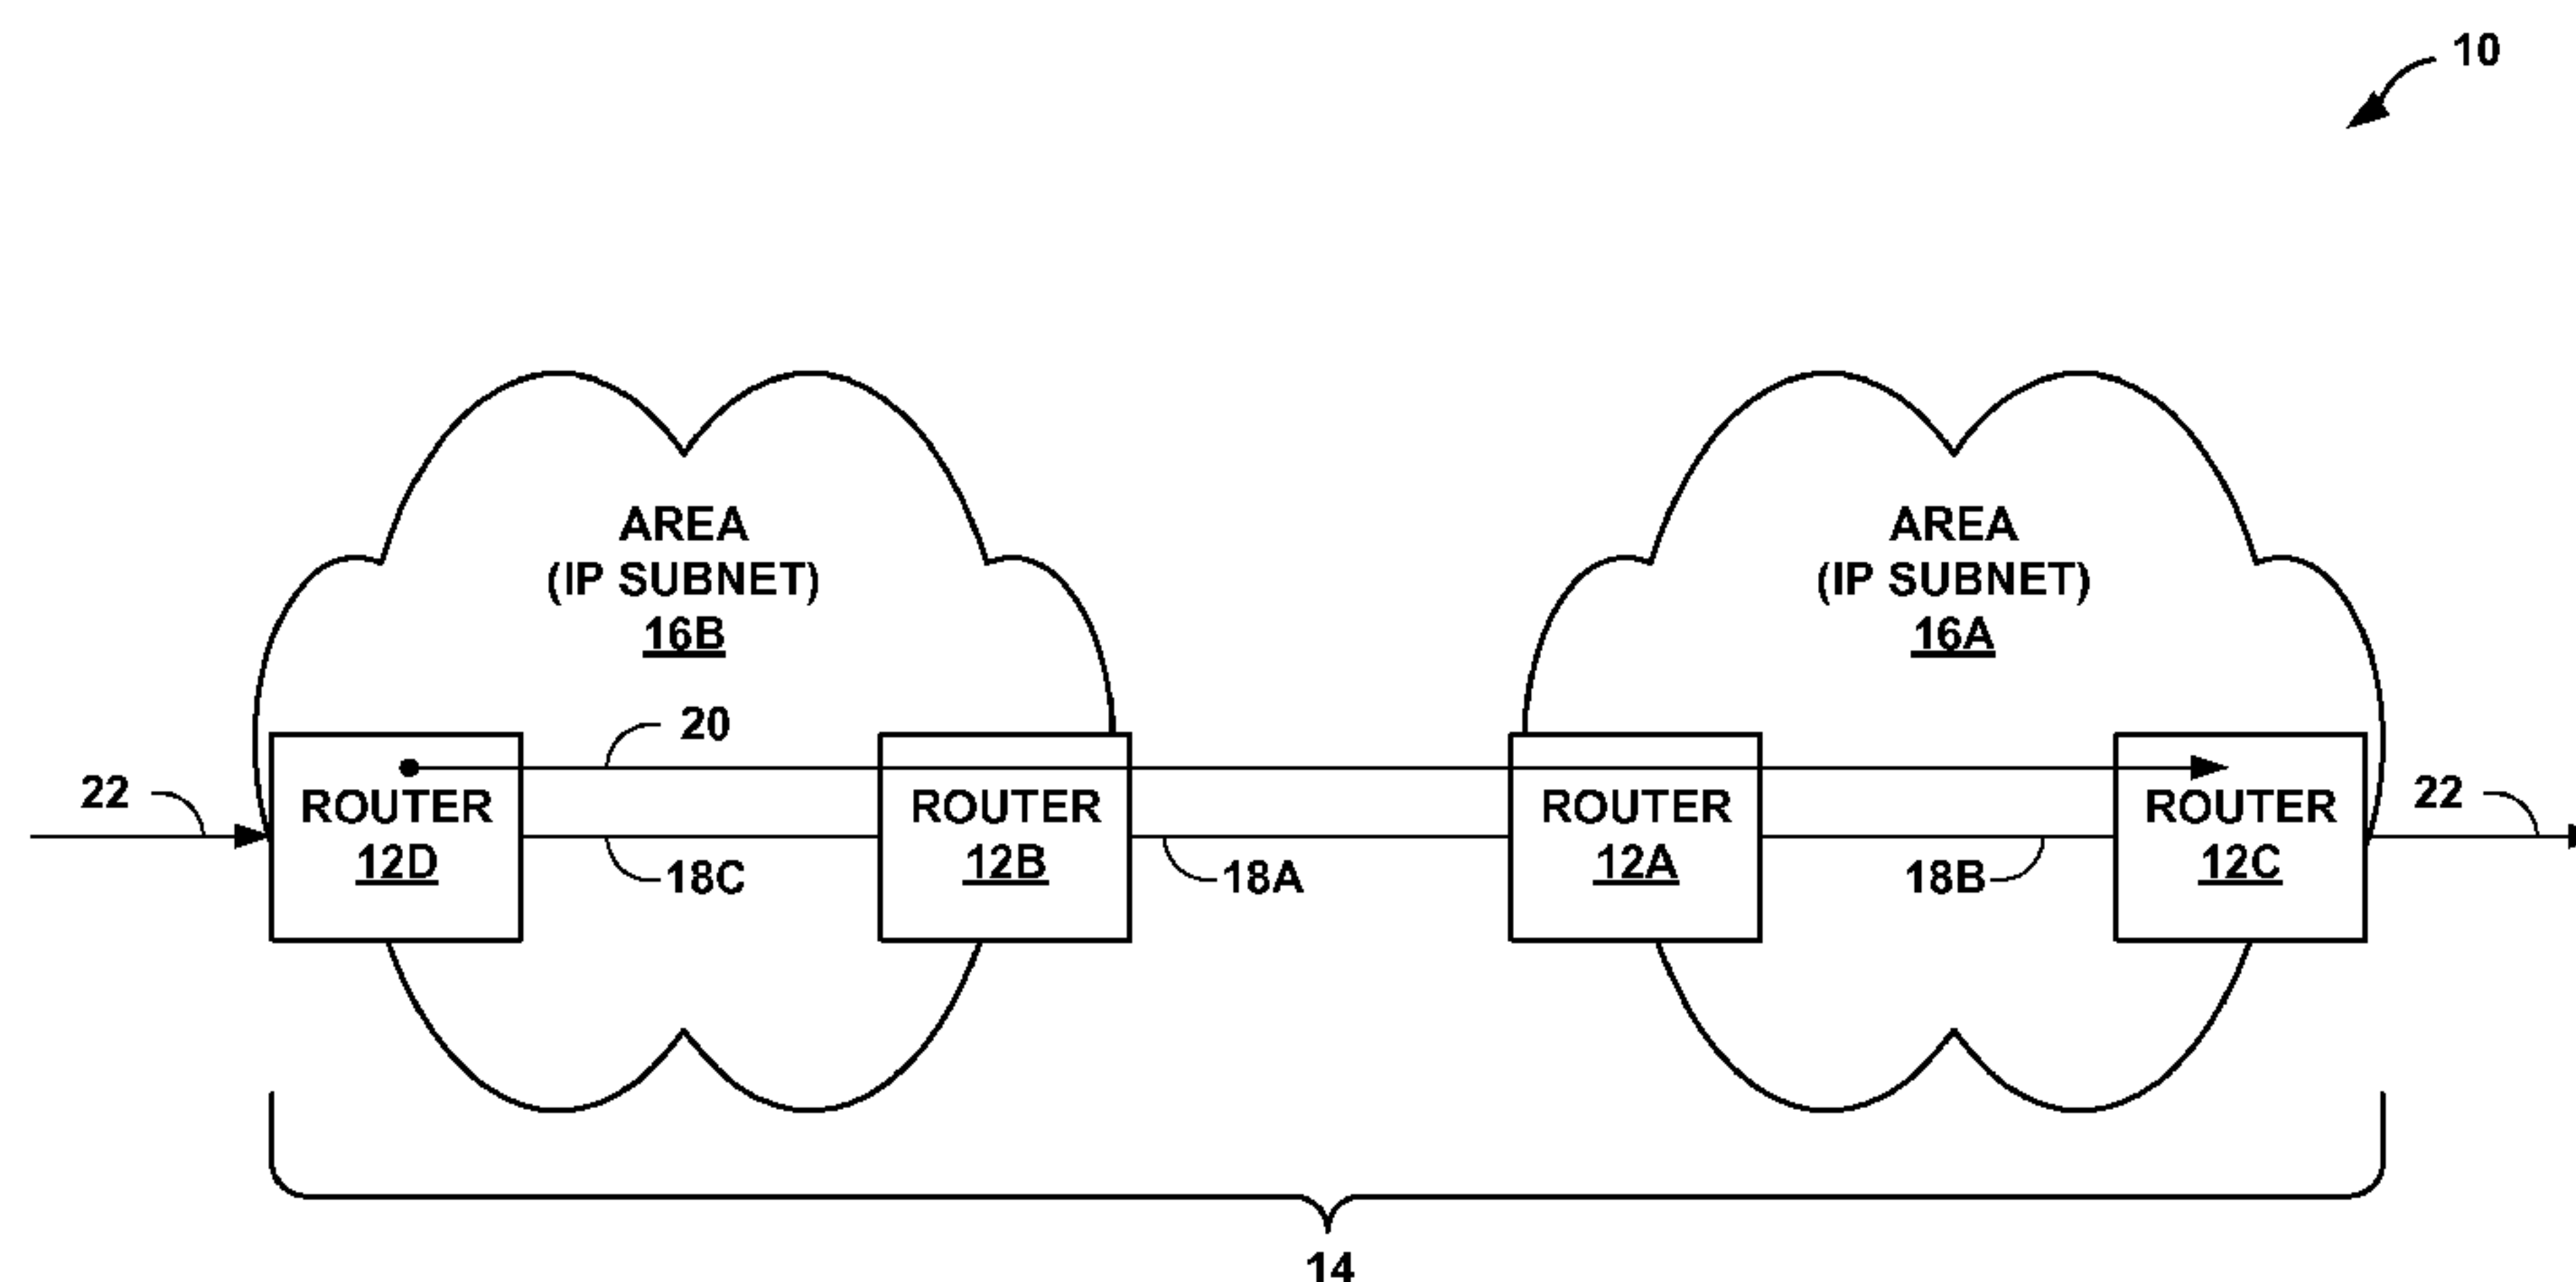 10
AREA
(IP SUBNET)
16B
AREA
(IP SUBNET)
16A
20
22
ROUTER
12D
18C
ROUTER
12B
18A
ROUTER
12A
18B
ROUTER
12C
22
14